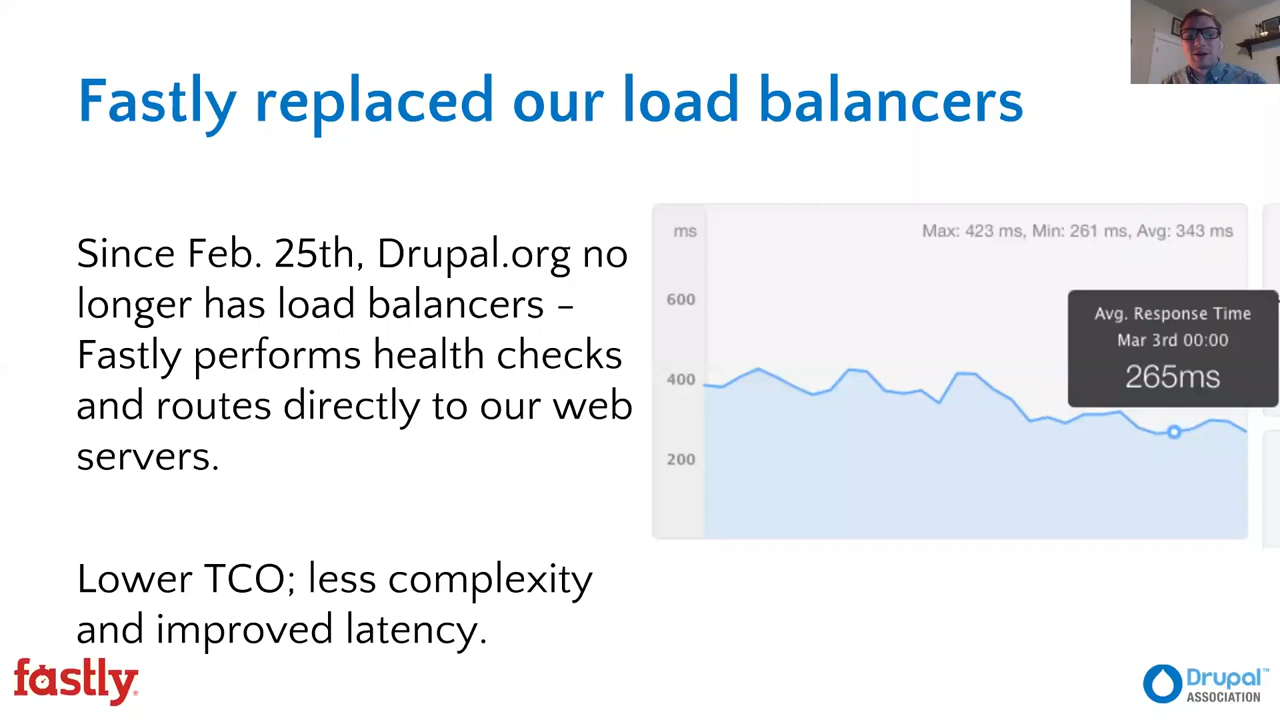 Fastly replaced our load balancers
Since Feb. 25th, Drupal.org no
longer has load balancers –
Fastly performs health checks
and routes directly to our web
servers.
Lower TCO; less complexity
and improved latency.
ms
Max: 423 ms, Min: 261 ms, Avg: 343 ms
600
400
200
Avg. Response Time
Mar 3rd 00:00
265ms
fastly®
Drupal™
ASSOCIATION